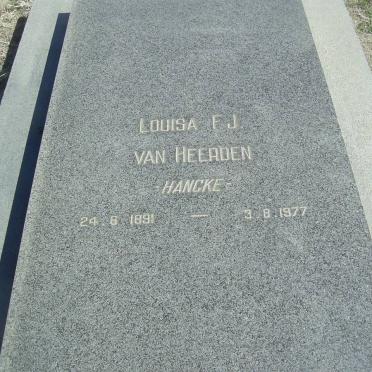 LOUISA F.J.
VAN HEERDEN
-HANCKE-
24.6.1891 — 3.8.1977